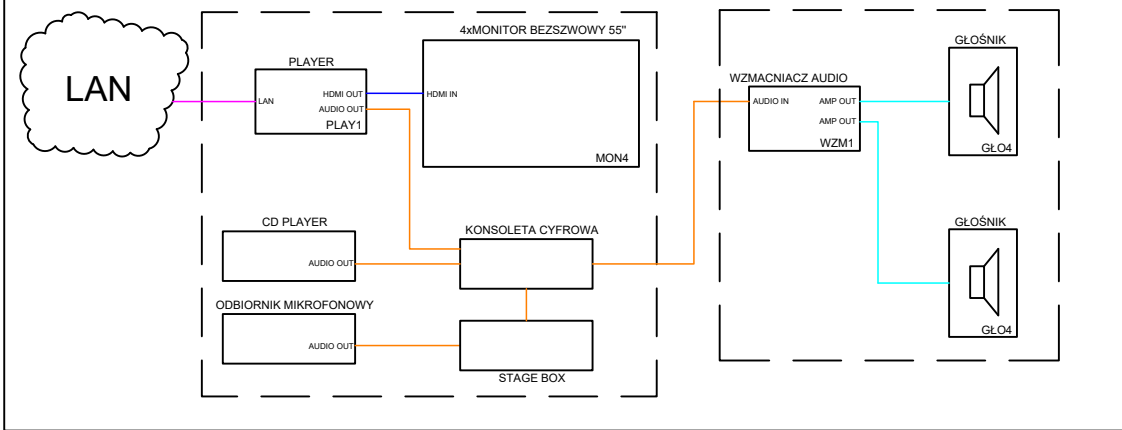 LAN
PLAYER
LAN
HDMI OUT
AUDIO OUT
PLAY1
4xMONITOR BEZSZWOWY 55"
HDMI IN
MON4
CD PLAYER
AUDIO OUT
KONSOLETA CYFROWA
ODBIORNIK MIKROFONOWY
AUDIO OUT
STAGE BOX
WZMACNIACZ AUDIO
AUDIO IN
AMP OUT
AMP OUT
WZM1
GŁOŚNIK
GŁO4
GŁOŚNIK
GŁO4